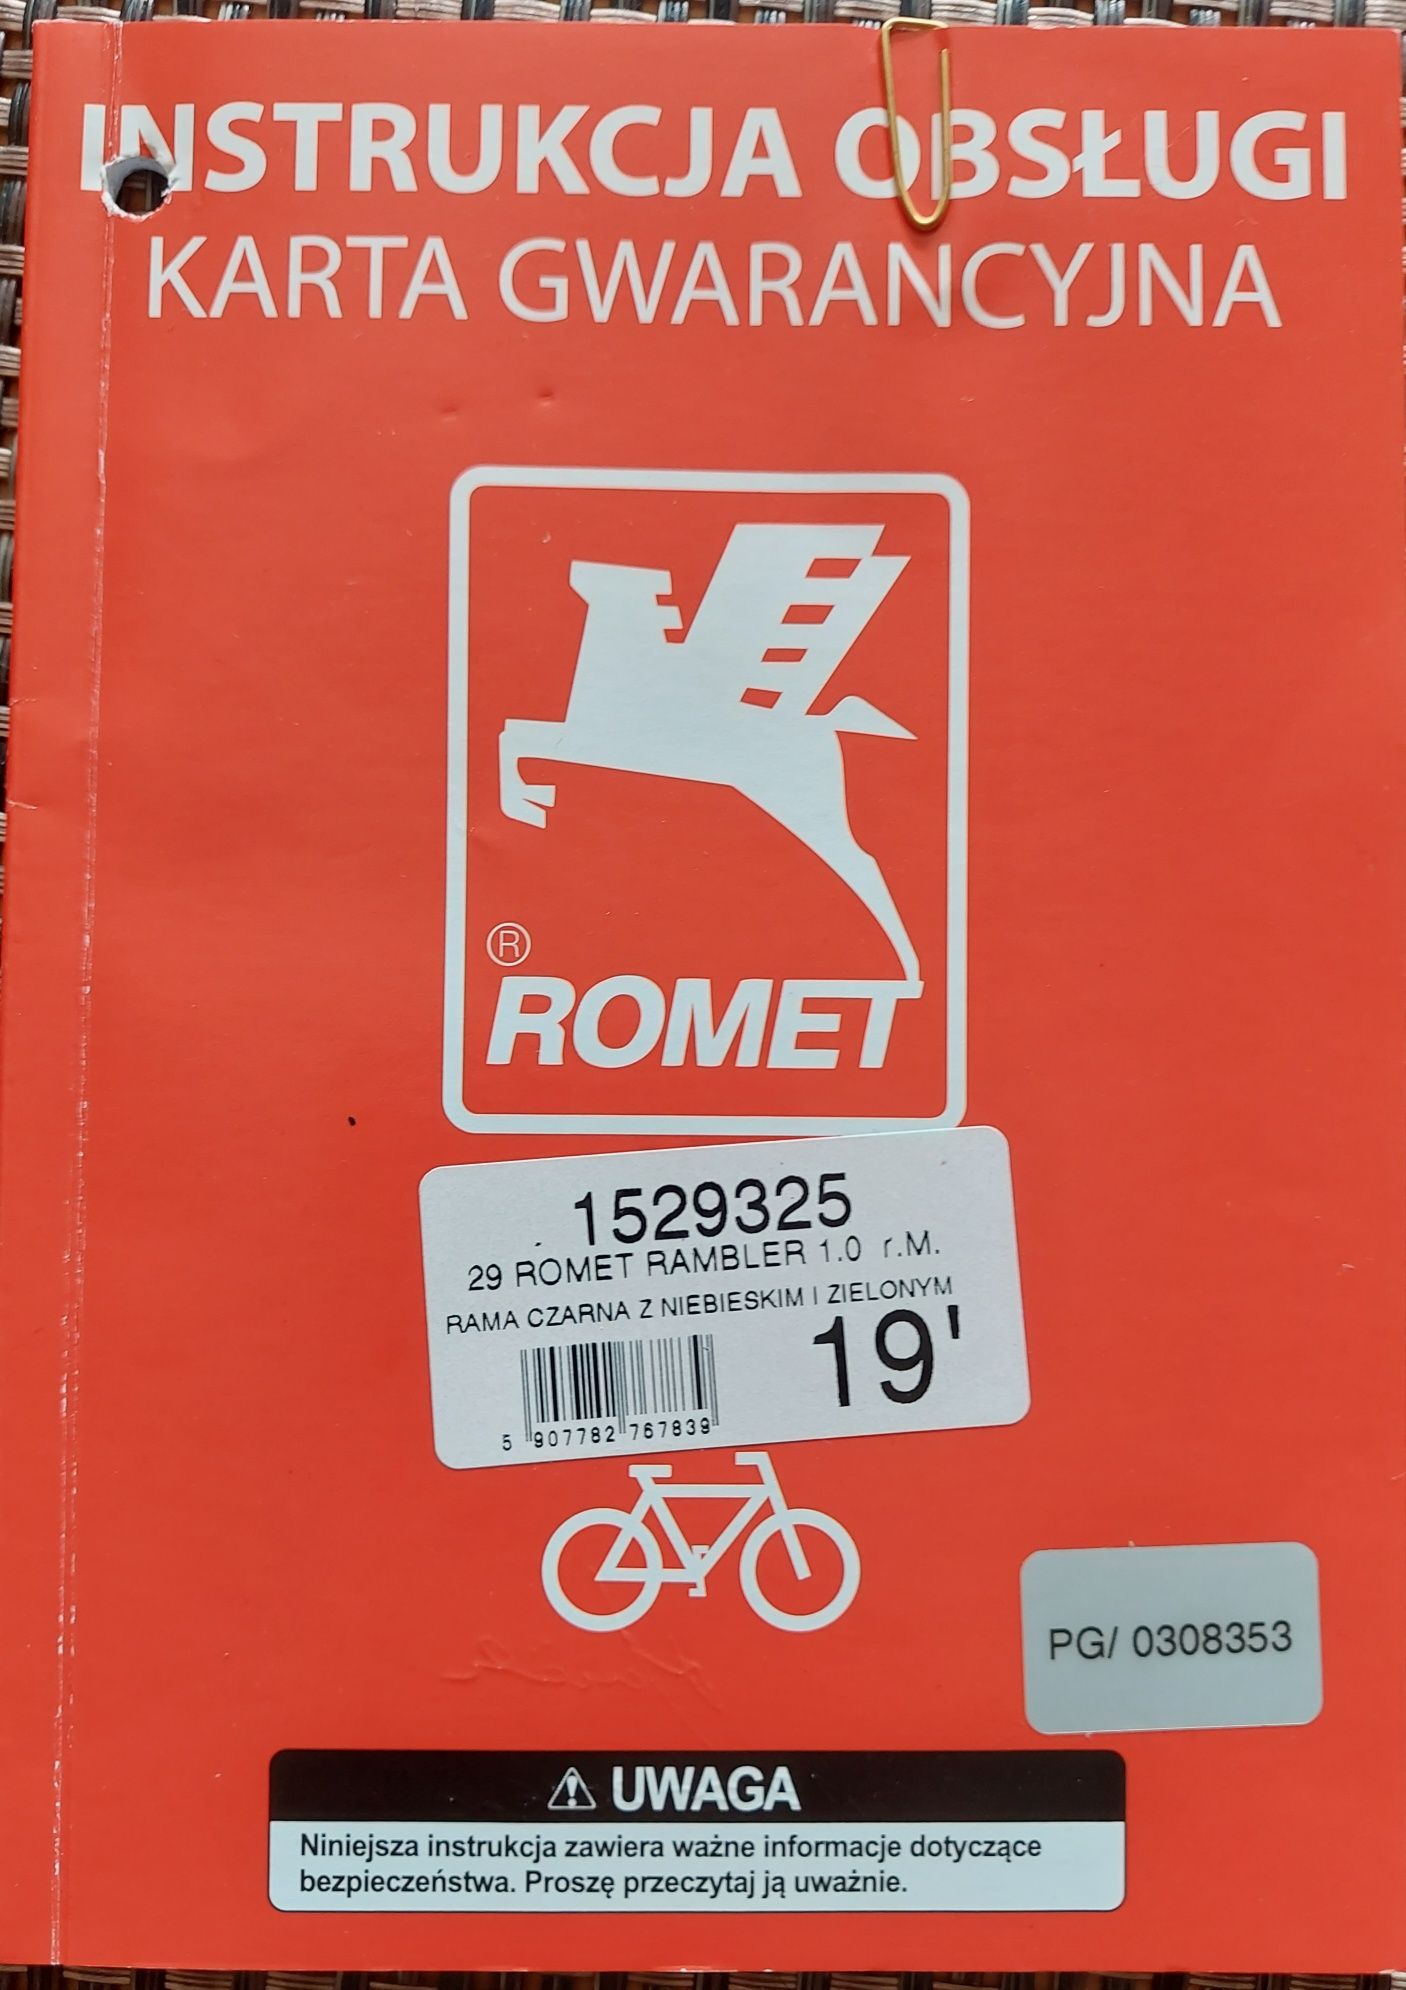 INSTRUKCJA OBSŁUGI
KARTA GWARANCYJNA
®
ROMET
1529325
29 ROMET RAMBLER 1.0 r.M.
RAMA CZARNA Z NIEBIESKIM I ZIELONYM
19'
5 907782 767839
PG/ 0308353
UWAGA
Niniejsza instrukcja zawiera ważne informacje dotyczące
bezpieczeństwa. Proszę przeczytaj ją uważnie.